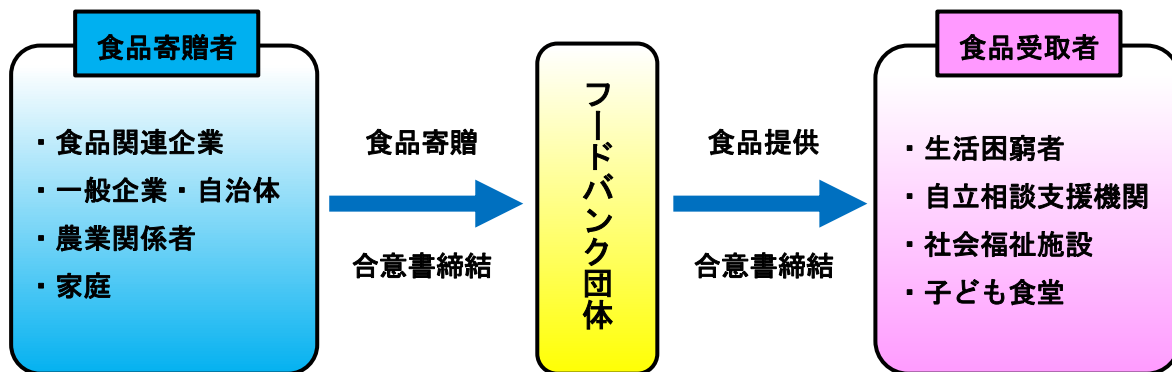 食品寄贈者
・食品関連企業
・一般企業・自治体
・農業関係者
・家庭
食品寄贈
合意書締結
フードバンク団体
食品提供
合意書締結
食品受取者
・生活困窮者
・自立相談支援機関
・社会福祉施設
・子ども食堂